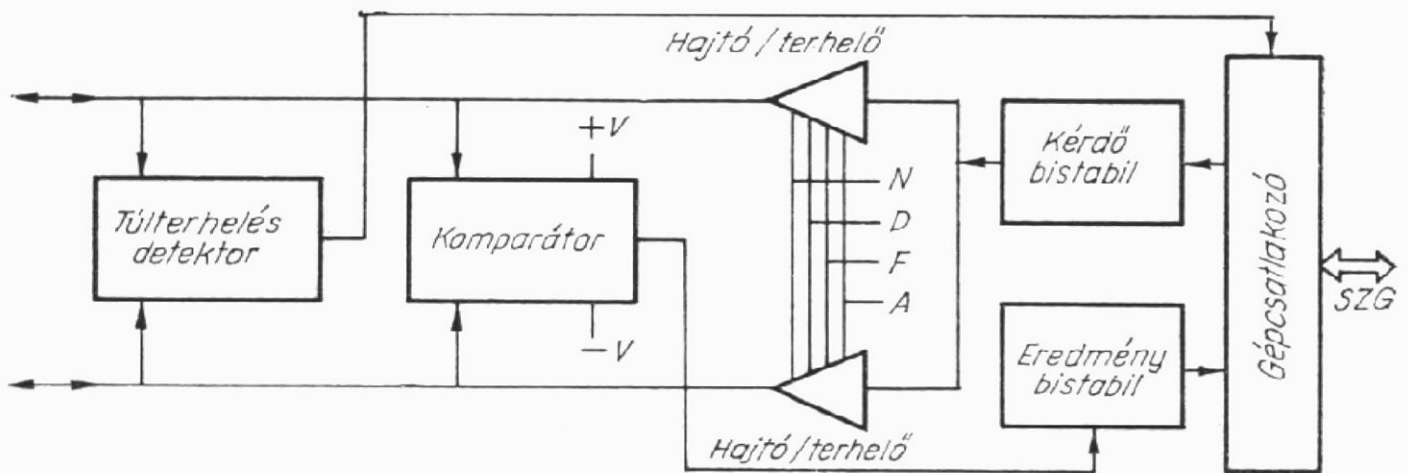 Hajtó/terhelő
+V
Túlterhelés
detektor
Komparátor
-V
N
D
F
A
Hajtó/terhelő
Kérdő
bistabil
Eredmény
bistabil
Gépcsatlakozó
SZG